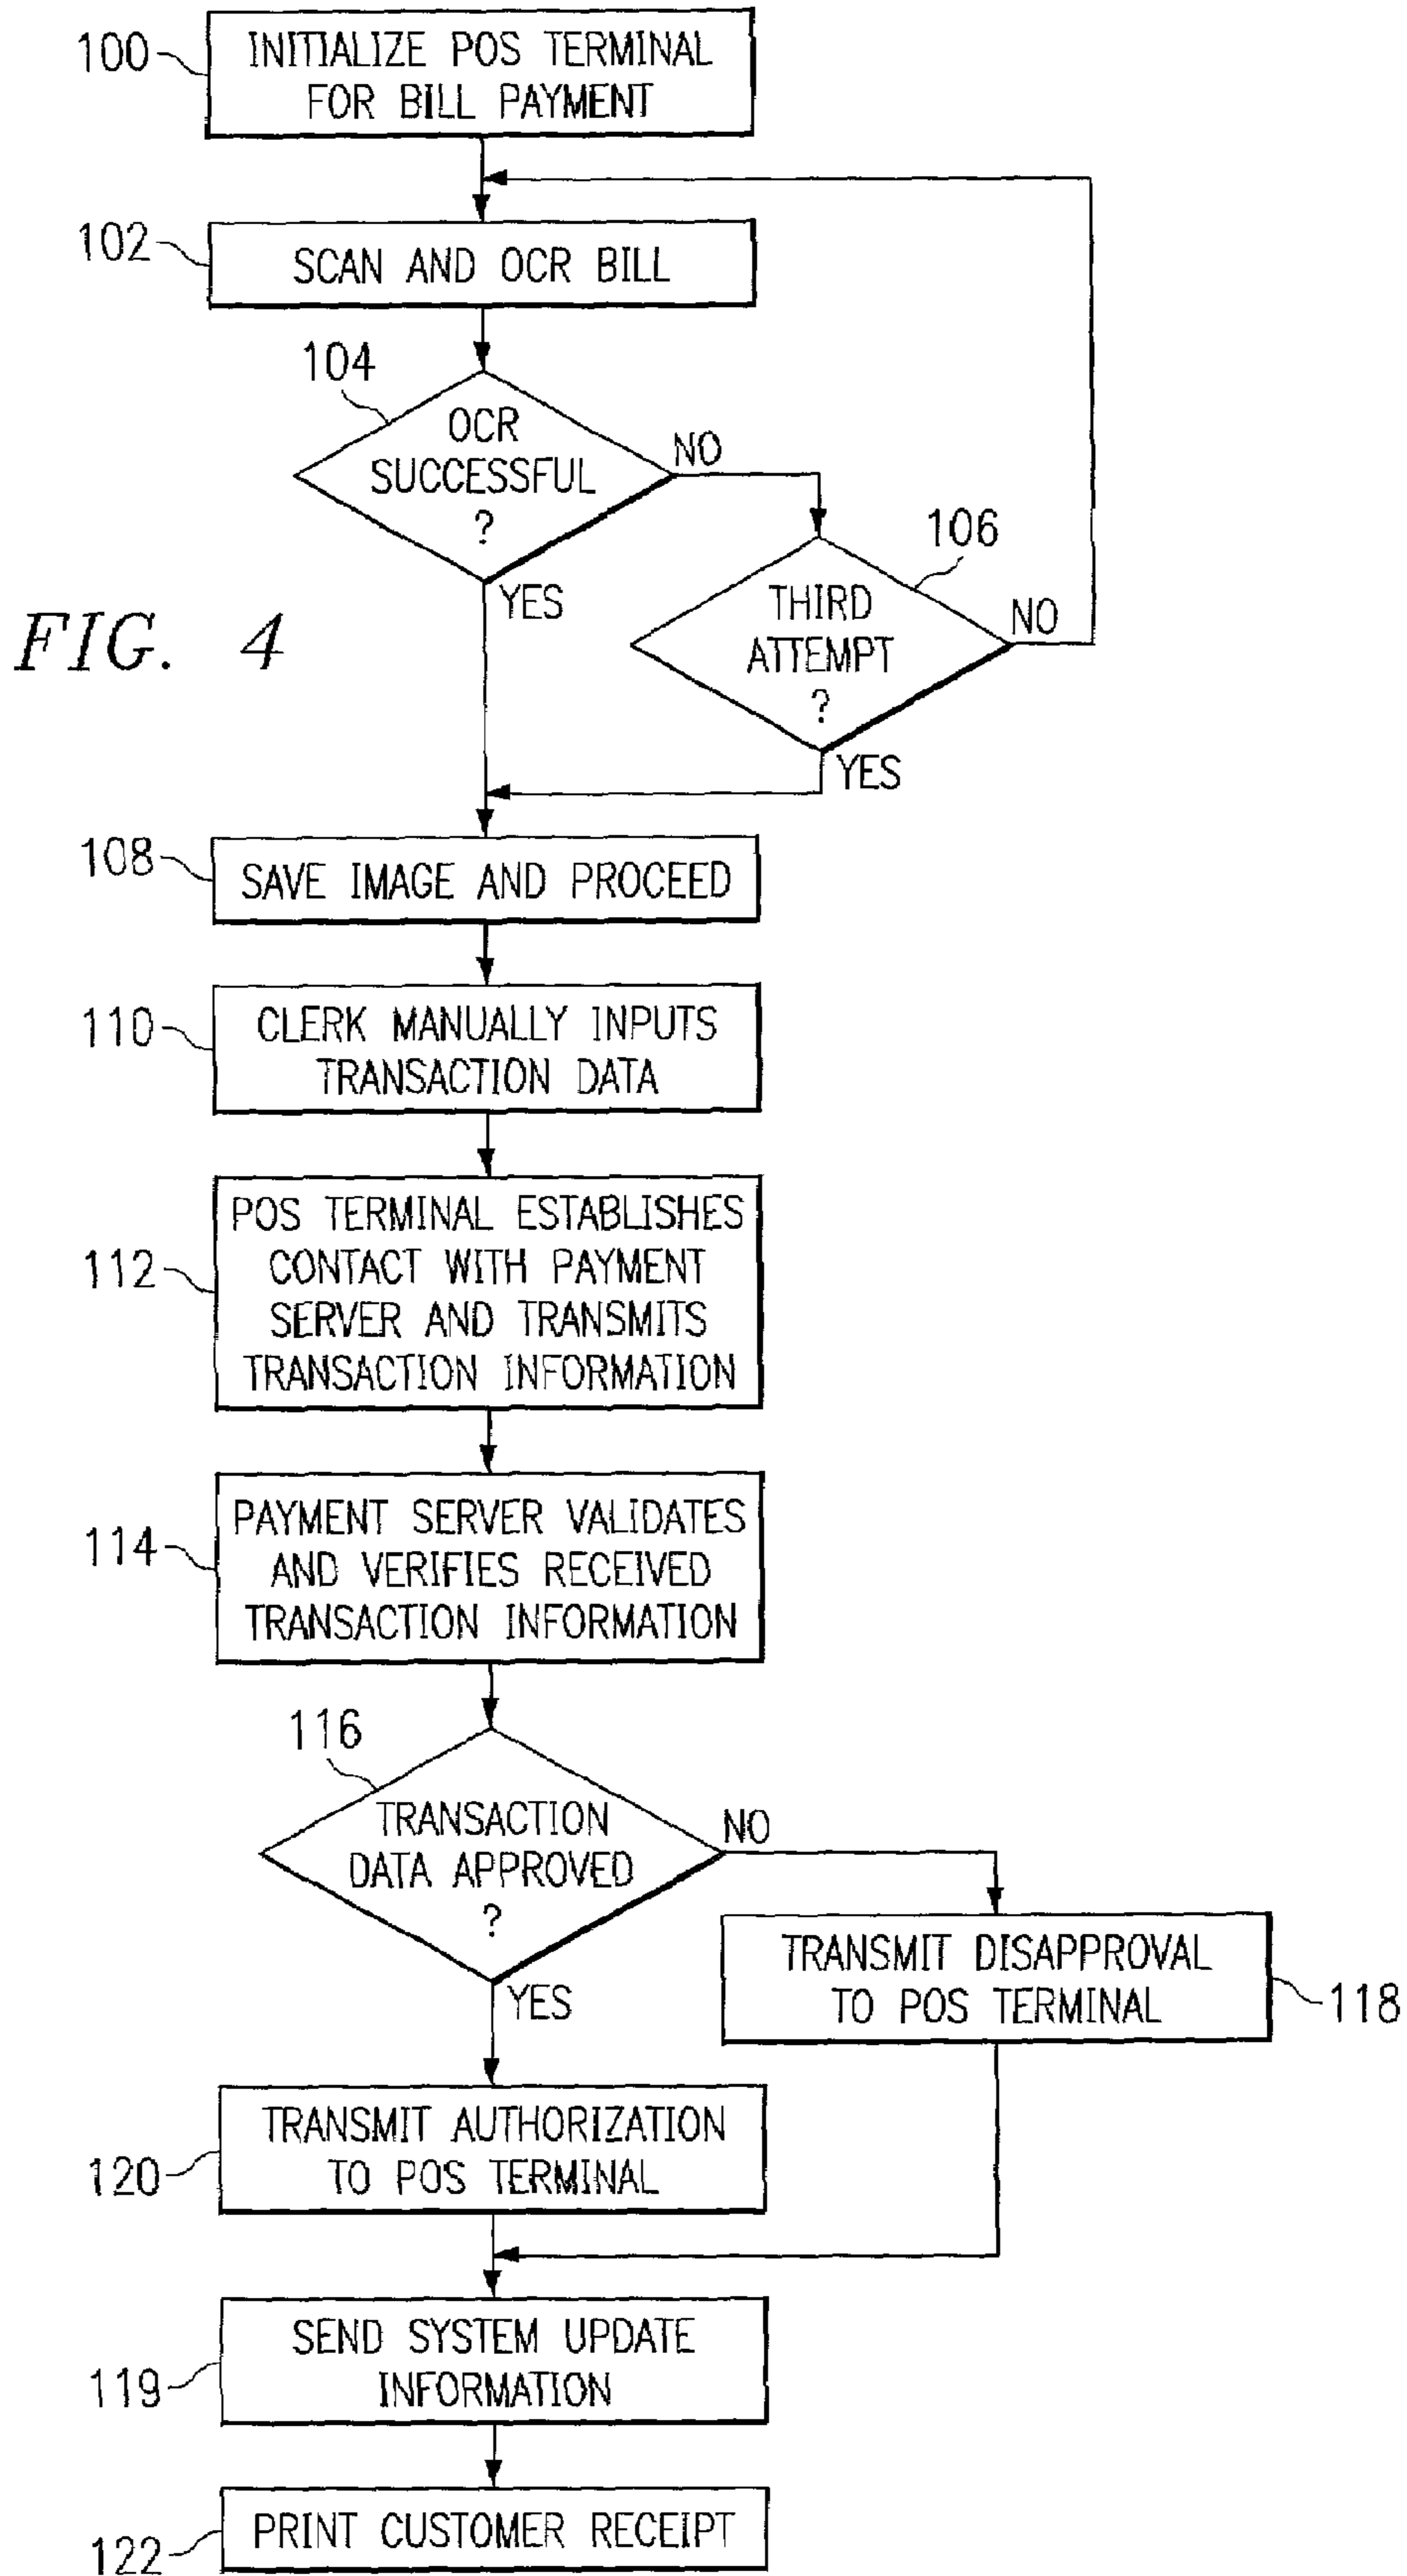 100
INITIALIZE POS TERMINAL
FOR BILL PAYMENT
102
SCAN AND OCR BILL
104
OCR
SUCCESSFUL
?
NO
YES
106
THIRD
ATTEMPT
?
NO
YES
FIG. 4
108
SAVE IMAGE AND PROCEED
110
CLERK MANUALLY INPUTS
TRANSACTION DATA
112
POS TERMINAL ESTABLISHES
CONTACT WITH PAYMENT
SERVER AND TRANSMITS
TRANSACTION INFORMATION
114
PAYMENT SERVER VALIDATES
AND VERIFIES RECEIVED
TRANSACTION INFORMATION
116
TRANSACTION
DATA APPROVED
?
NO
YES
TRANSMIT DISAPPROVAL
TO POS TERMINAL
118
120
TRANSMIT AUTHORIZATION
TO POS TERMINAL
119
SEND SYSTEM UPDATE
INFORMATION
122
PRINT CUSTOMER RECEIPT